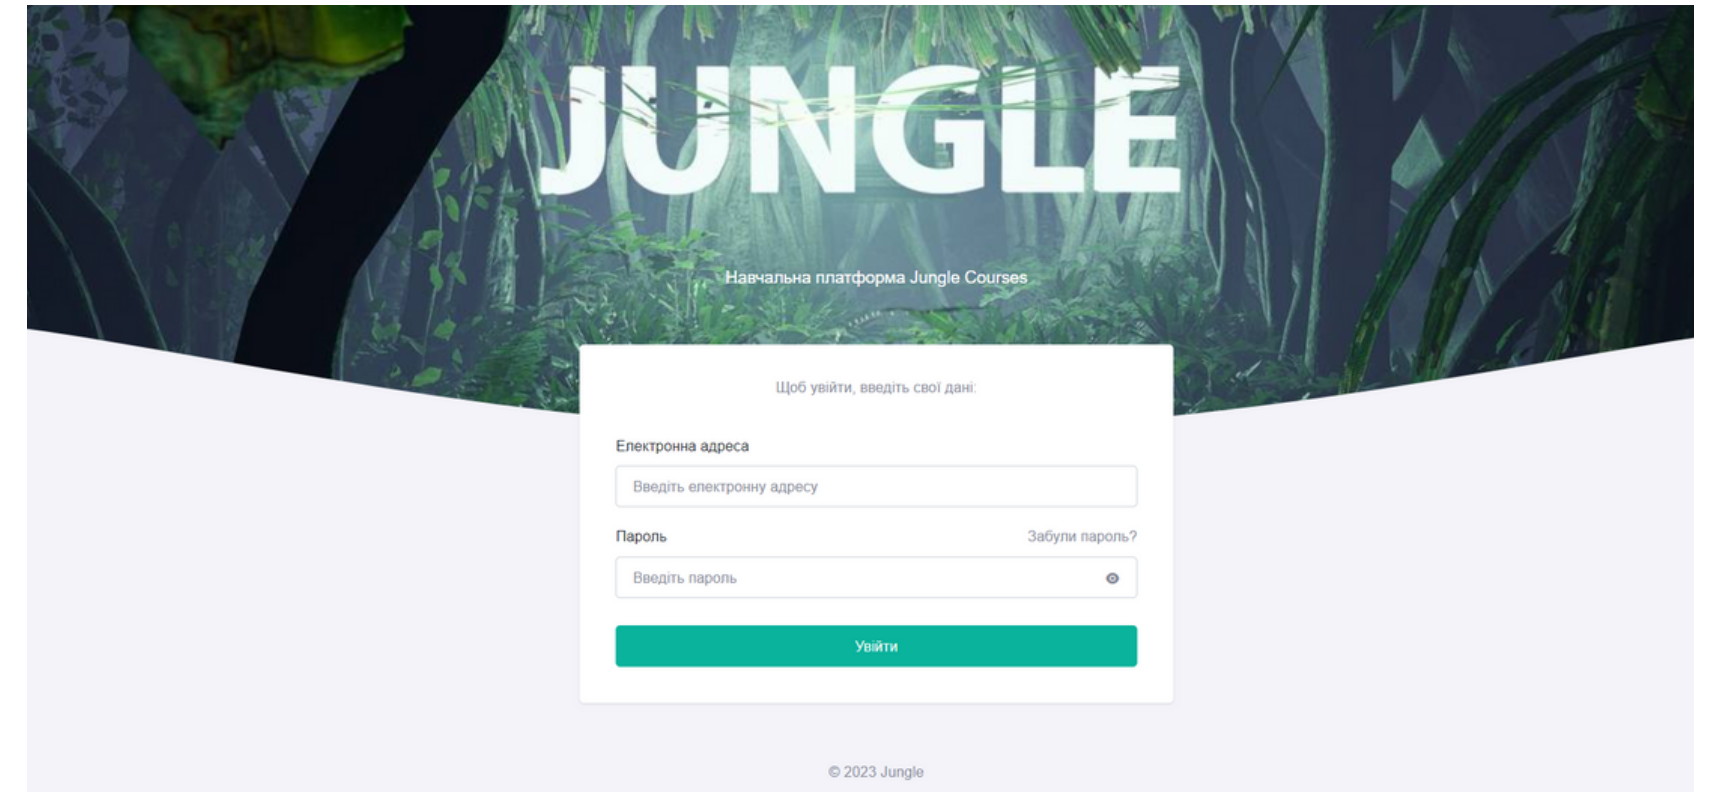 JUNGLE
Навчальна платформа Jungle Courses
Щоб увійти, введіть свої дані:
Електронна адреса
Введіть електронну адресу
Пароль
Забули пароль?
Введіть пароль
Увійти
© 2023 Jungle